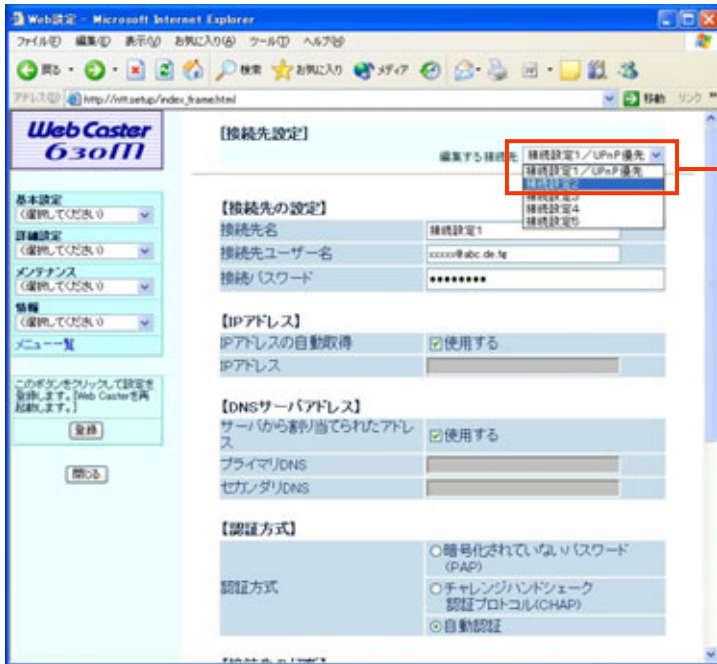 Web設定 - Microsoft Internet Explorer
ファイル(F) 編集(E) 表示(V) お気に入り(A) ツール(T) ヘルプ(H)
戻る 検索 お気に入り メディア
アドレス(D) http://ntt.setup/index_frame.html 移動 リンク
Web Caster
630M
基本設定
(選択してください)
詳細設定
(選択してください)
メンテナンス
(選択してください)
情報
(選択してください)
メニュー一覧
このボタンをクリックして設定を
登録します。[Web Casterを再
起動します。]
登録
閉じる
[接続先設定]
編集する接続先 接続設定1/UPnP優先
接続設定1/UPnP優先
接続設定2
接続設定3
接続設定4
接続設定5
【接続先の設定】
接続先名 接続設定1
接続先ユーザー名 xxxxx@abc.de.fg
接続パスワード ●●●●●●●●
【IPアドレス】
IPアドレスの自動取得 使用する
IPアドレス
【DNSサーバアドレス】
サーバから割り当てられたアドレ
ス
使用する
プライマリDNS
セカンダリDNS
【認証方式】
認証方式
暗号化されていないパスワード
(PAP)
チャレンジハンドシェーク
認証プロトコル(CHAP)
自動認証